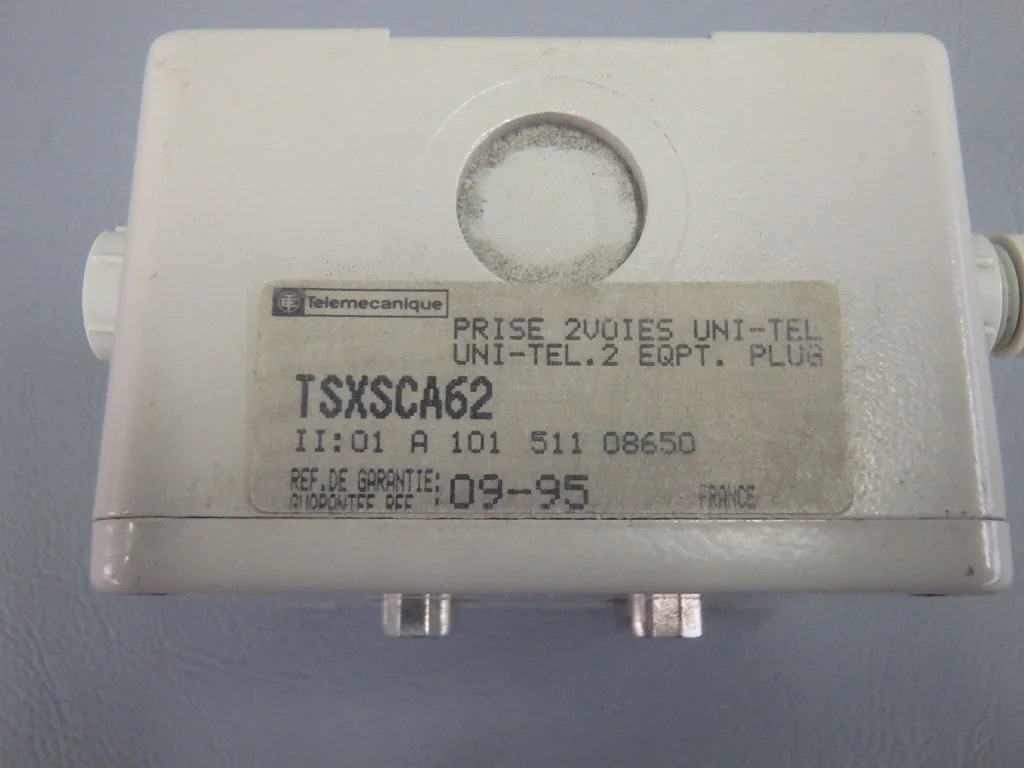 Telemecanique
PRISE 2VOIES UNI-TEL
UNI-TEL.2 EQPT. PLUG
TSXSCA62
II:01 A 101 511 08650
REF.DE GARANTIE: 09-95 FRANCE